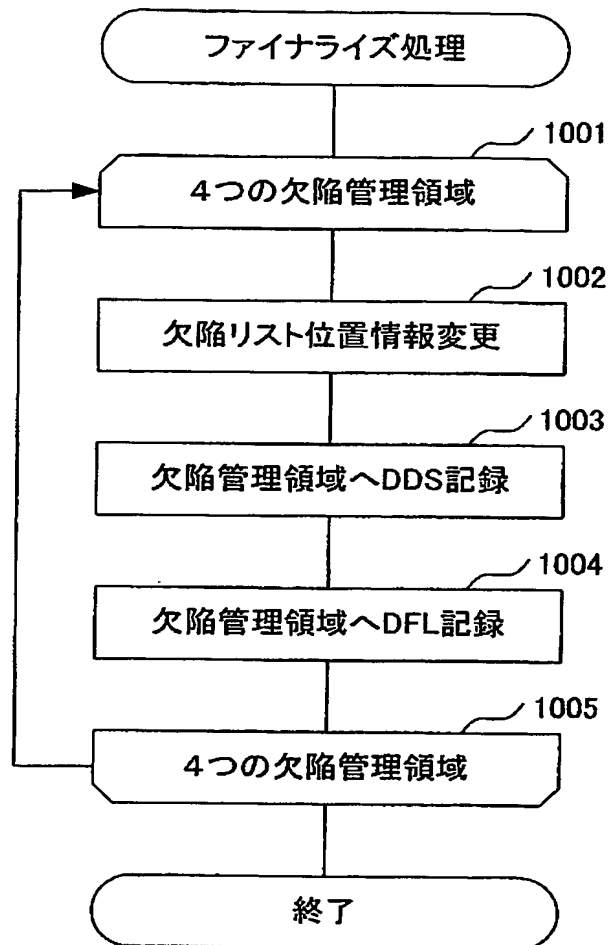 ファイナライズ処理
1001
4つの欠陥管理領域
1002
欠陥リスト位置情報変更
1003
欠陥管理領域へDDS記録
1004
欠陥管理領域へDFL記録
1005
4つの欠陥管理領域
終了